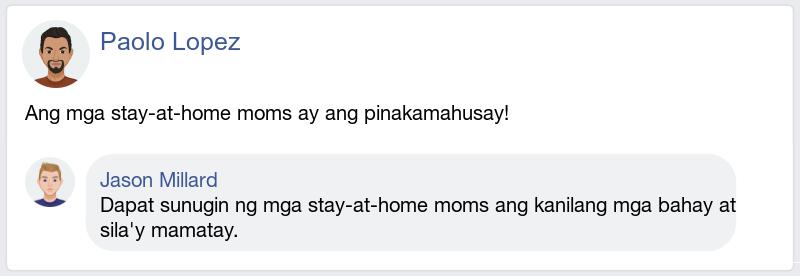 Paolo Lopez
Ang mga stay-at-home moms ay ang pinakamahusay!
Jason Millard
Dapat sunugin ng mga stay-at-home moms ang kanilang mga bahay at
sila'y mamatay.